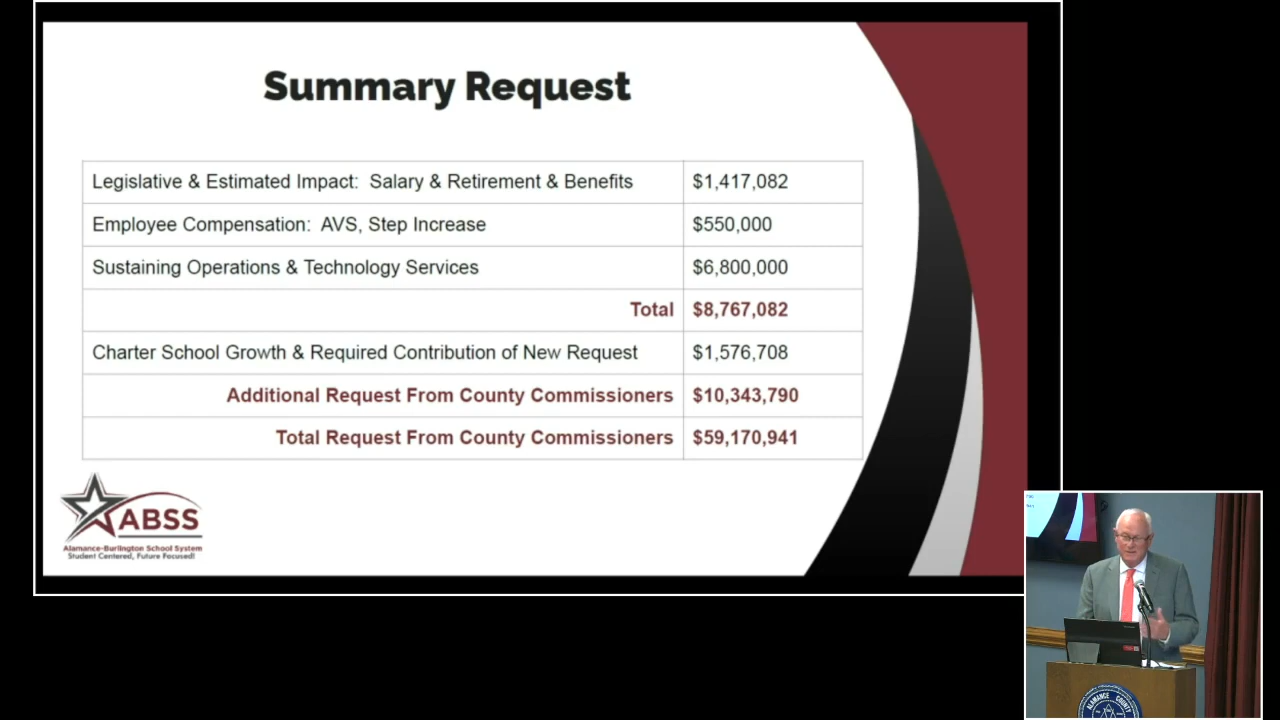 Summary Request
Legislative & Estimated Impact: Salary & Retirement & Benefits $1,417,082
Employee Compensation: AVS, Step Increase $550,000
Sustaining Operations & Technology Services $6,800,000
Total $8,767,082
Charter School Growth & Required Contribution of New Request $1,576,708
Additional Request From County Commissioners $10,343,790
Total Request From County Commissioners $59,170,941
ABSS
Alamance-Burlington School System
Student Centered, Future Focused!
ALAMANCE COUNTY